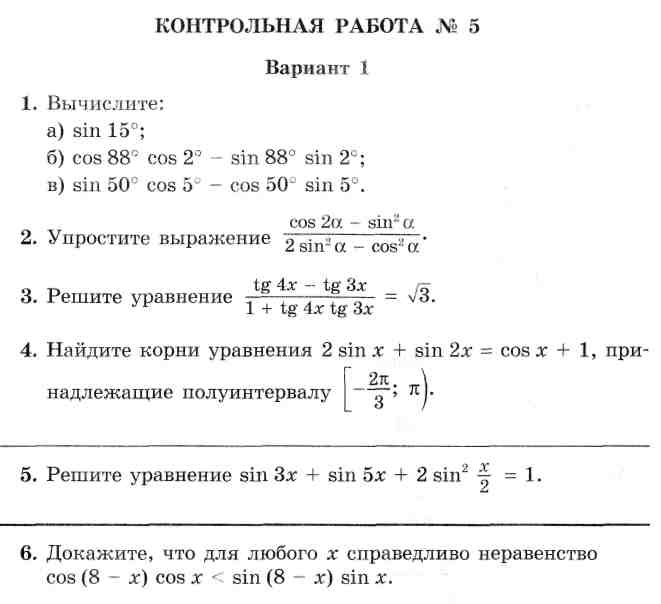 КОНТРОЛЬНАЯ РАБОТА № 5
Вариант 1
1. Вычислите:
а) sin 15°;
б) cos 88° cos 2° − sin 88° sin 2°;
в) sin 50° cos 5° − cos 50° sin 5°.
2. Упростите выражение (cos 2α − sin² α)/(2 sin² α − cos² α).
3. Решите уравнение (tg 4x − tg 3x)/(1 + tg 4x tg 3x) = √3.
4. Найдите корни уравнения 2 sin x + sin 2x = cos x + 1, при-
надлежащие полуинтервалу [−2π/3; π).
5. Решите уравнение sin 3x + sin 5x + 2 sin² x/2 = 1.
6. Докажите, что для любого x справедливо неравенство
cos (8 − x) cos x < sin (8 − x) sin x.